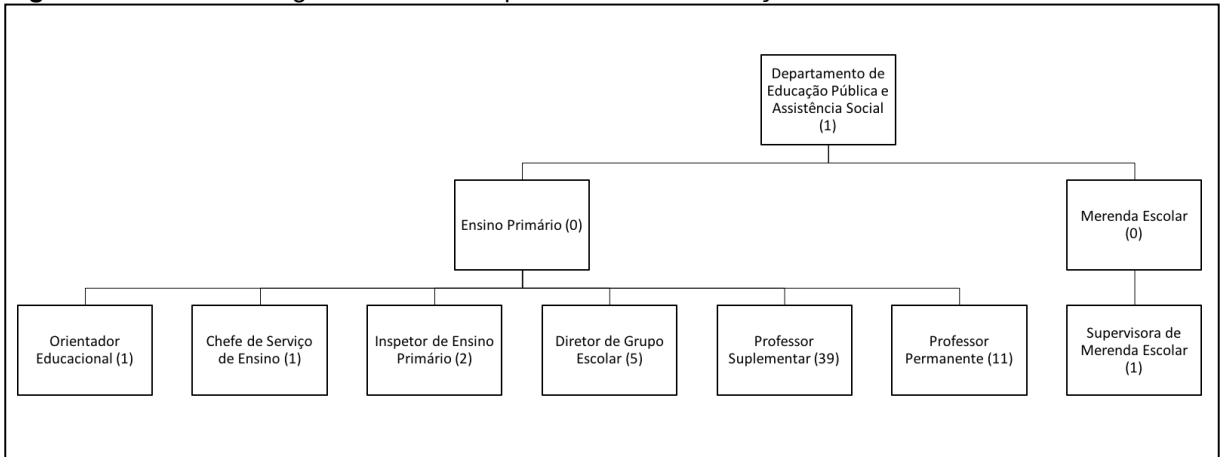 Departamento de
Educação Pública e
Assistência Social
(1)
Ensino Primário (0)
Merenda Escolar
(0)
Orientador
Educacional (1)
Chefe de Serviço
de Ensino (1)
Inspetor de Ensino
Primário (2)
Diretor de Grupo
Escolar (5)
Professor
Suplementar (39)
Professor
Permanente (11)
Supervisora de
Merenda Escolar
(1)